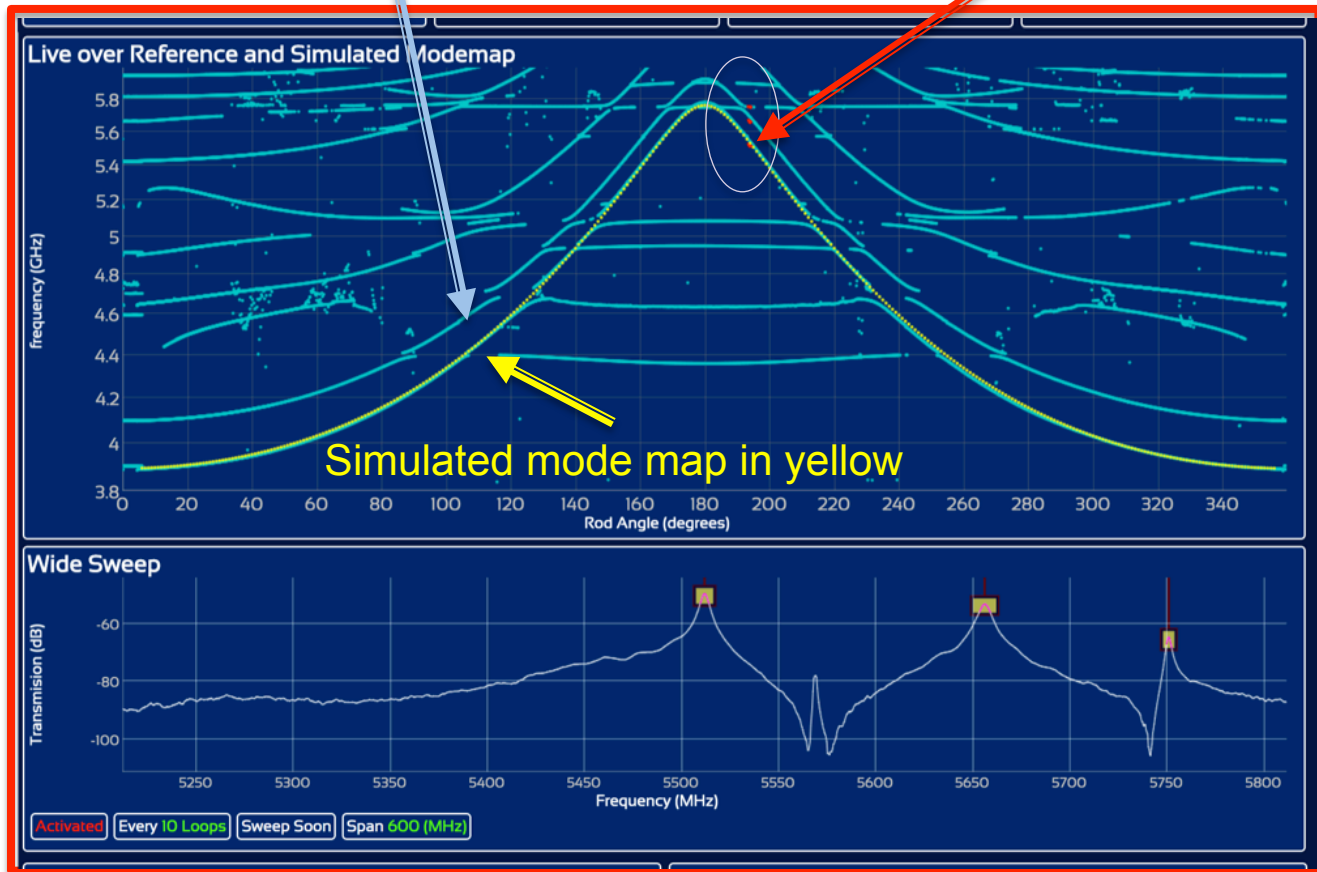 Live over Reference and Simulated Modemap
5.8
5.6
5.4
5.2
5
4.8
4.6
4.4
4.2
4
3.8
frequency (GHz)
Simulated mode map in yellow
0 20 40 60 80 100 120 140 160 180 200 220 240 260 280 300 320 340
Rod Angle (degrees)
Wide Sweep
-60
-80
-100
Transmision (dB)
5250 5300 5350 5400 5450 5500 5550 5600 5650 5700 5750 5800
Frequency (MHz)
Activated Every 10 Loops Sweep Soon Span 600 (MHz)